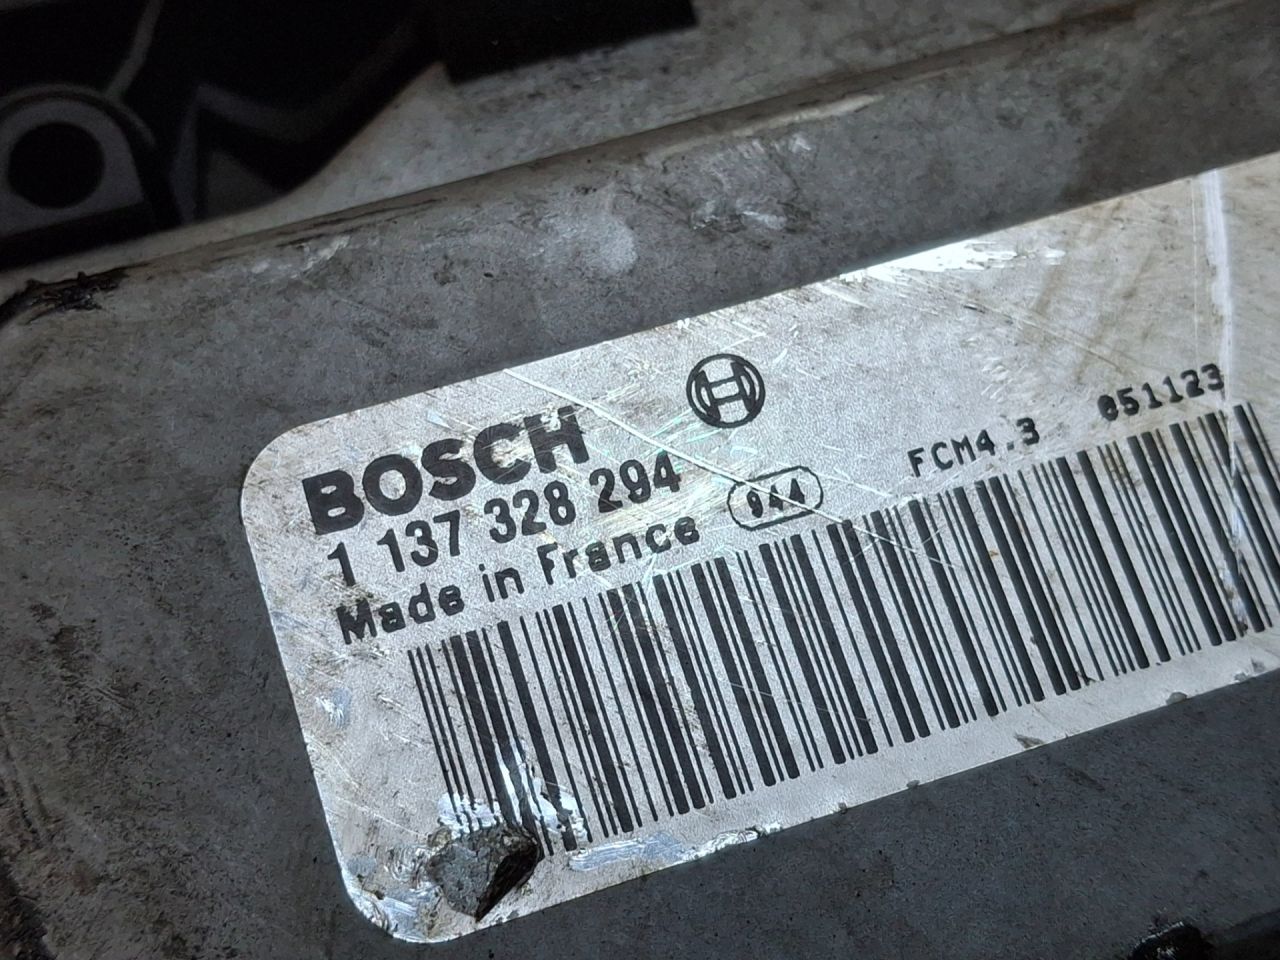 BOSCH
1 137 328 294
Made in France
944
FCM4.3 051123